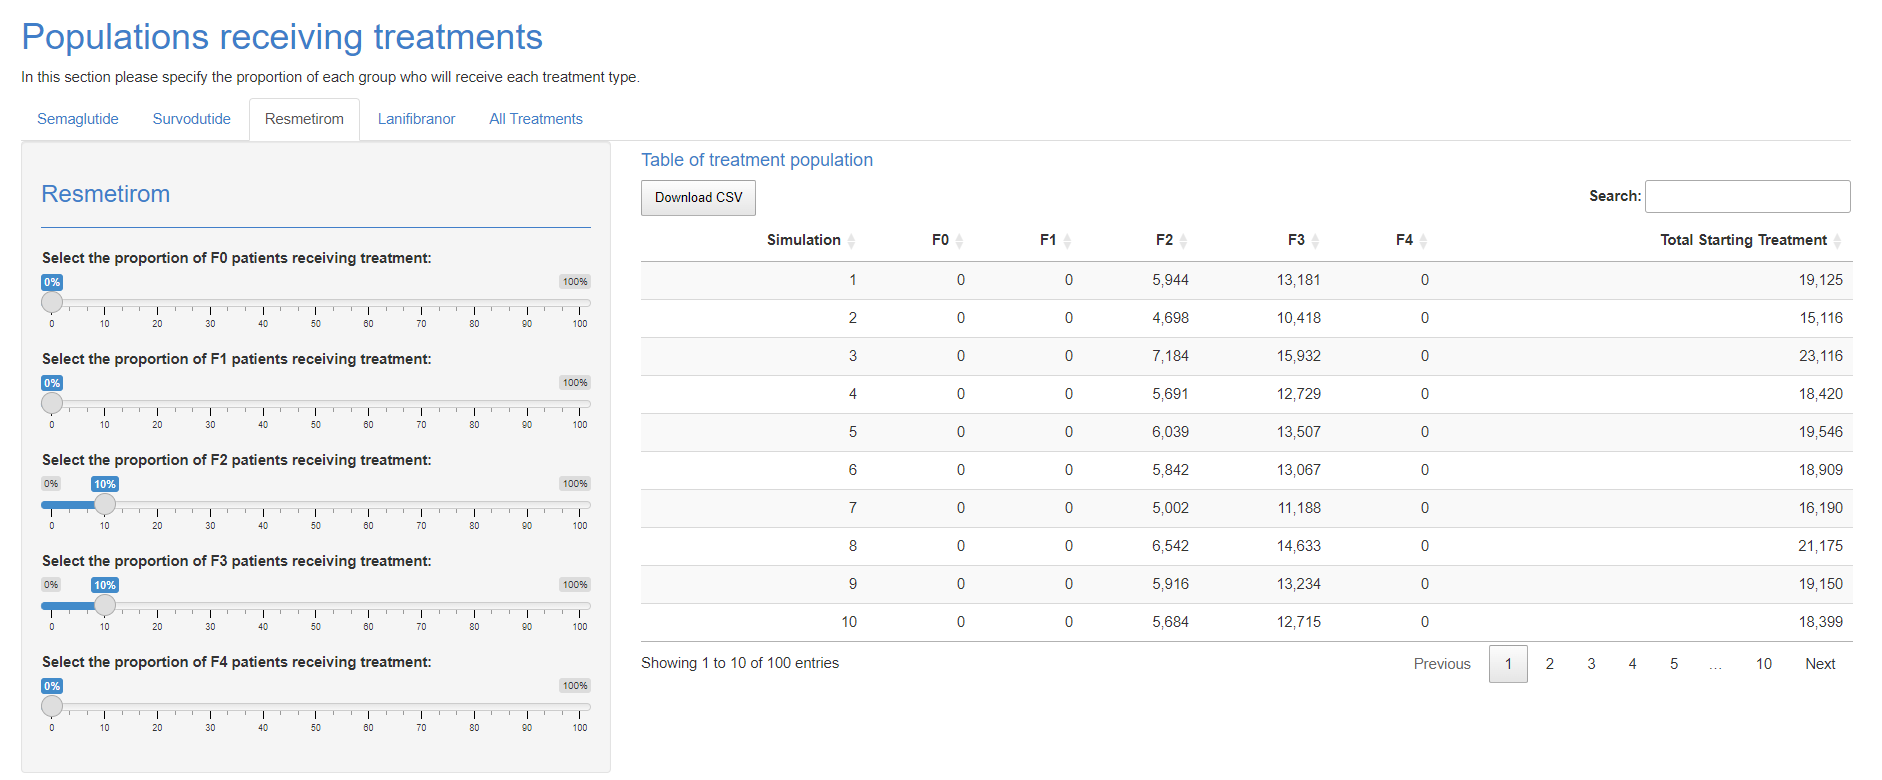 Populations receiving treatments
In this section please specify the proportion of each group who will receive each treatment type.
Semaglutide Survodutide Resmetirom Lanifibranor All Treatments
Resmetirom
Select the proportion of F0 patients receiving treatment:
0% 100%
0 10 20 30 40 50 60 70 80 90 100
Select the proportion of F1 patients receiving treatment:
0% 100%
0 10 20 30 40 50 60 70 80 90 100
Select the proportion of F2 patients receiving treatment:
0% 10% 100%
0 10 20 30 40 50 60 70 80 90 100
Select the proportion of F3 patients receiving treatment:
0% 10% 100%
0 10 20 30 40 50 60 70 80 90 100
Select the proportion of F4 patients receiving treatment:
0% 100%
0 10 20 30 40 50 60 70 80 90 100
Table of treatment population
Download CSV Search:
Simulation F0 F1 F2 F3 F4 Total Starting Treatment
1 0 0 5,944 13,181 0 19,125
2 0 0 4,698 10,418 0 15,116
3 0 0 7,184 15,932 0 23,116
4 0 0 5,691 12,729 0 18,420
5 0 0 6,039 13,507 0 19,546
6 0 0 5,842 13,067 0 18,909
7 0 0 5,002 11,188 0 16,190
8 0 0 6,542 14,633 0 21,175
9 0 0 5,916 13,234 0 19,150
10 0 0 5,684 12,715 0 18,399
Showing 1 to 10 of 100 entries Previous 1 2 3 4 5 … 10 Next